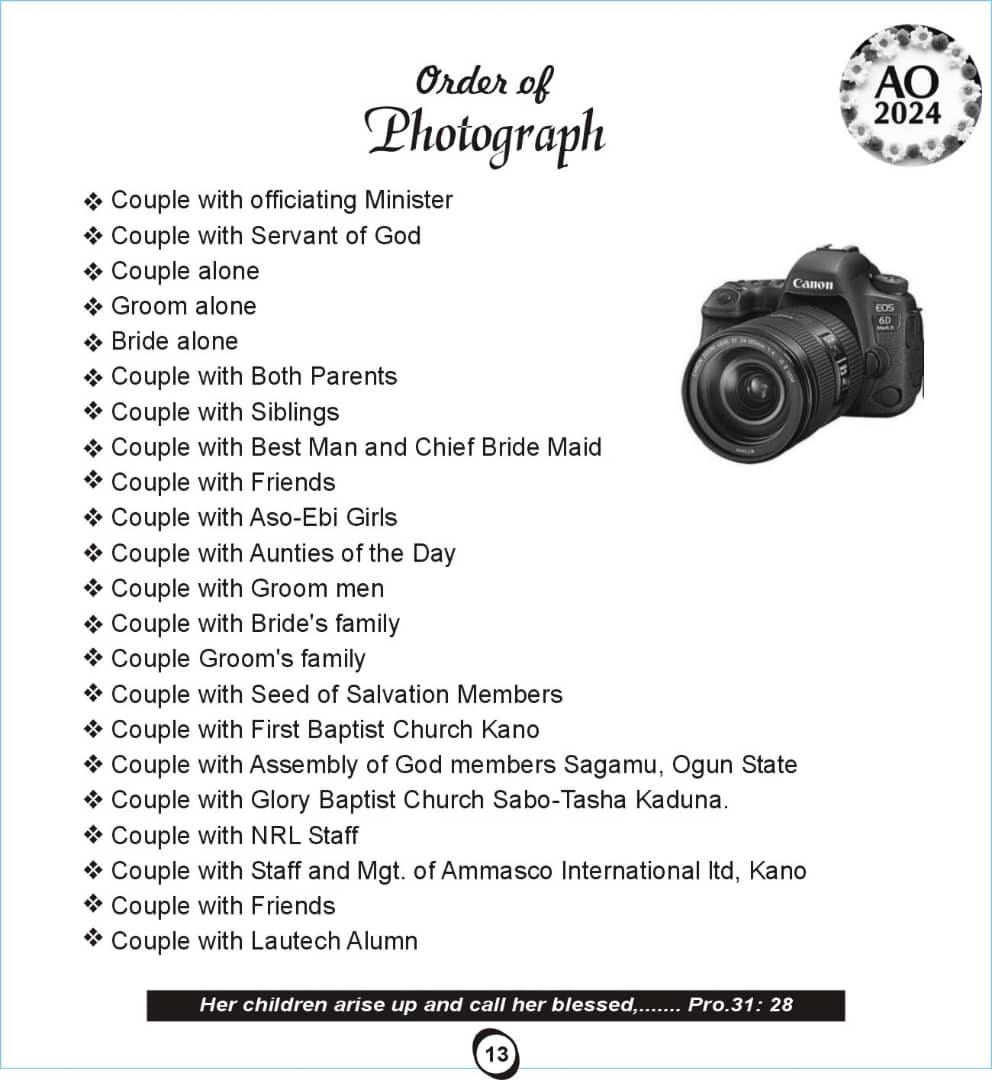 Order of
Photograph
AO
2024
❖ Couple with officiating Minister
❖ Couple with Servant of God
❖ Couple alone
❖ Groom alone
❖ Bride alone
❖ Couple with Both Parents
❖ Couple with Siblings
❖ Couple with Best Man and Chief Bride Maid
❖ Couple with Friends
❖ Couple with Aso-Ebi Girls
❖ Couple with Aunties of the Day
❖ Couple with Groom men
❖ Couple with Bride's family
❖ Couple Groom's family
❖ Couple with Seed of Salvation Members
❖ Couple with First Baptist Church Kano
❖ Couple with Assembly of God members Sagamu, Ogun State
❖ Couple with Glory Baptist Church Sabo-Tasha Kaduna.
❖ Couple with NRL Staff
❖ Couple with Staff and Mgt. of Ammasco International ltd, Kano
❖ Couple with Friends
❖ Couple with Lautech Alumn
Canon
EOS
6D
Mark II
Her children arise up and call her blessed,....... Pro.31: 28
13